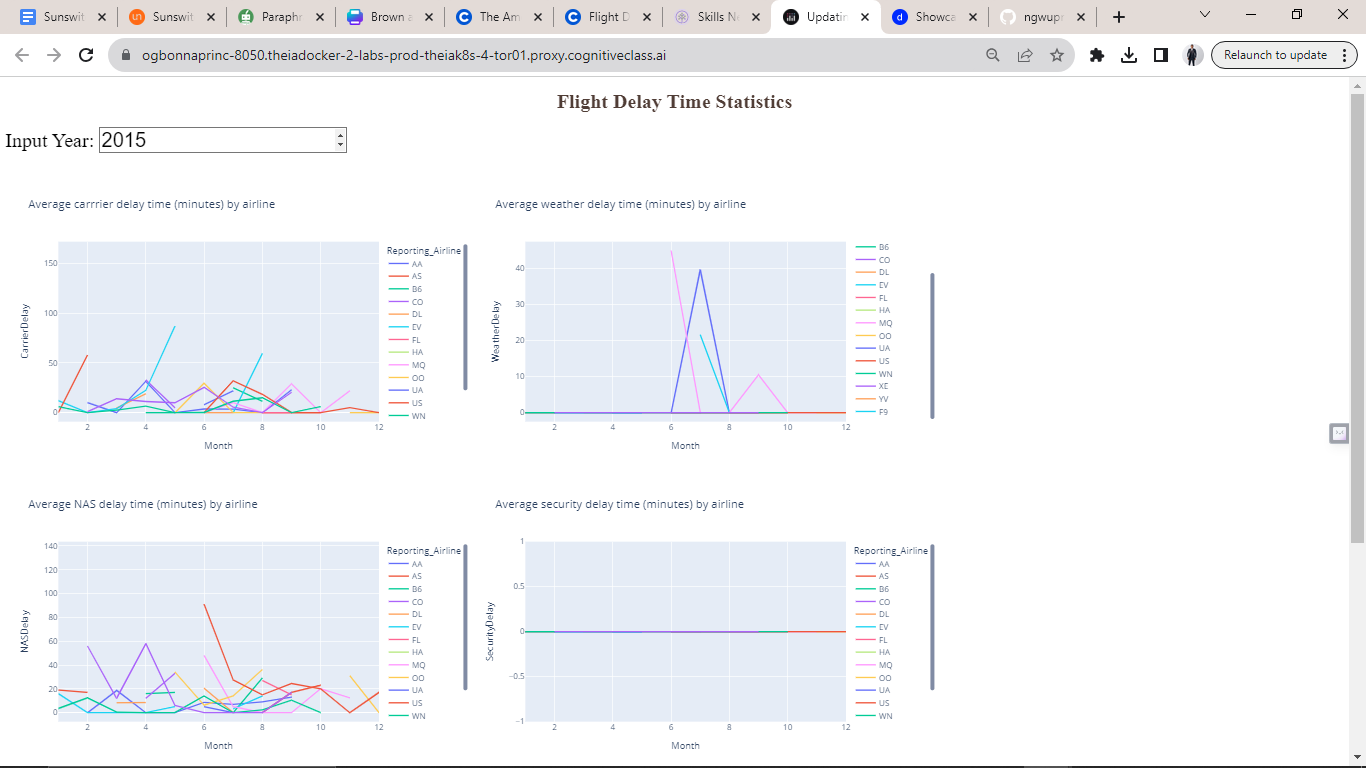 Sunswit
Sunswit
Paraphr
Brown a
The Am
Flight D
Skills Ne
Updatin
Showca
ngwupr
ogbonnaprinc-8050.theiadocker-2-labs-prod-theiak8s-4-tor01.proxy.cognitiveclass.ai
Relaunch to update
Flight Delay Time Statistics
Input Year: 2015
Average carrrier delay time (minutes) by airline
CarrierDelay
150
100
50
0
2 4 6 8 10 12
Month
Reporting_Airline
AA
AS
B6
CO
DL
EV
FL
HA
MQ
OO
UA
US
WN
Average weather delay time (minutes) by airline
WeatherDelay
40
30
20
10
0
2 4 6 8 10 12
Month
B6
CO
DL
EV
FL
HA
MQ
OO
UA
US
WN
XE
YV
F9
Average NAS delay time (minutes) by airline
NASDelay
140
120
100
80
60
40
20
0
2 4 6 8 10 12
Month
Reporting_Airline
AA
AS
B6
CO
DL
EV
FL
HA
MQ
OO
UA
US
WN
Average security delay time (minutes) by airline
SecurityDelay
1
0.5
0
−0.5
−1
2 4 6 8 10 12
Month
Reporting_Airline
AA
AS
B6
CO
DL
EV
FL
HA
MQ
OO
UA
US
WN